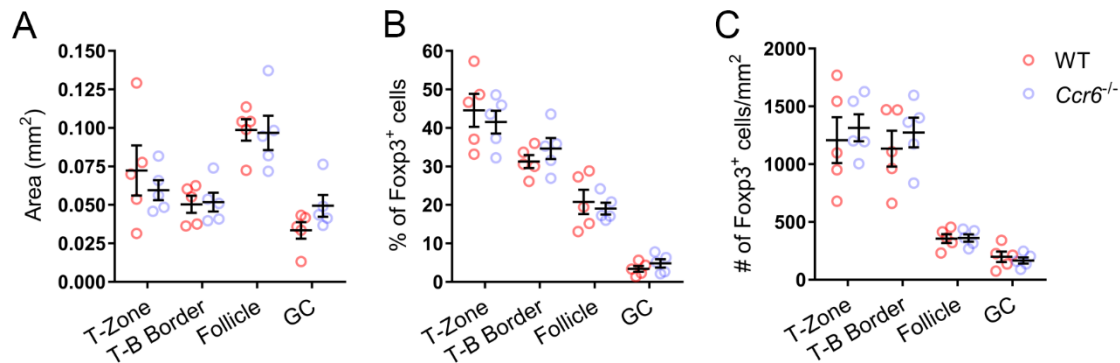 A
Area (mm²)
0.150
0.125
0.100
0.075
0.050
0.025
0.000
T-Zone
T-B Border
Follicle
GC
B
% of Foxp3⁺ cells
60
50
40
30
20
10
0
T-Zone
T-B Border
Follicle
GC
C
# of Foxp3⁺ cells/mm²
2000
1500
1000
500
0
T-Zone
T-B Border
Follicle
GC
WT
Ccr6⁻/⁻